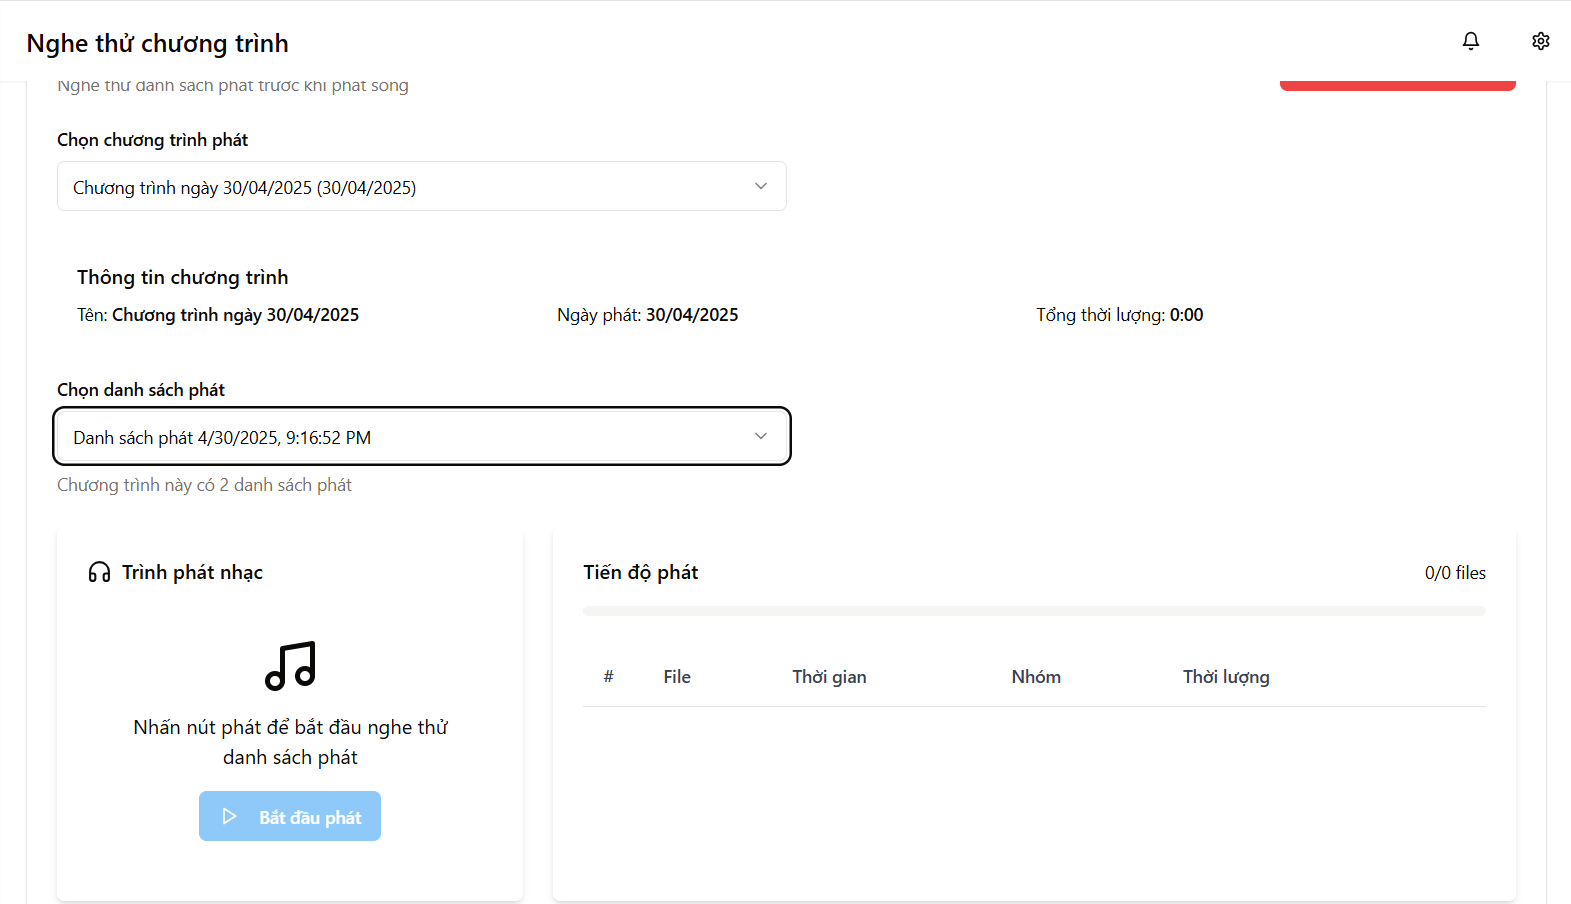 Nghe thử chương trình
Nghe thử danh sách phát trước khi phát sóng
Chọn chương trình phát
Chương trình ngày 30/04/2025 (30/04/2025)
Thông tin chương trình
Tên: Chương trình ngày 30/04/2025
Ngày phát: 30/04/2025
Tổng thời lượng: 0:00
Chọn danh sách phát
Danh sách phát 4/30/2025, 9:16:52 PM
Chương trình này có 2 danh sách phát
Trình phát nhạc
Nhấn nút phát để bắt đầu nghe thử
danh sách phát
Bắt đầu phát
Tiến độ phát
0/0 files
# File Thời gian Nhóm Thời lượng